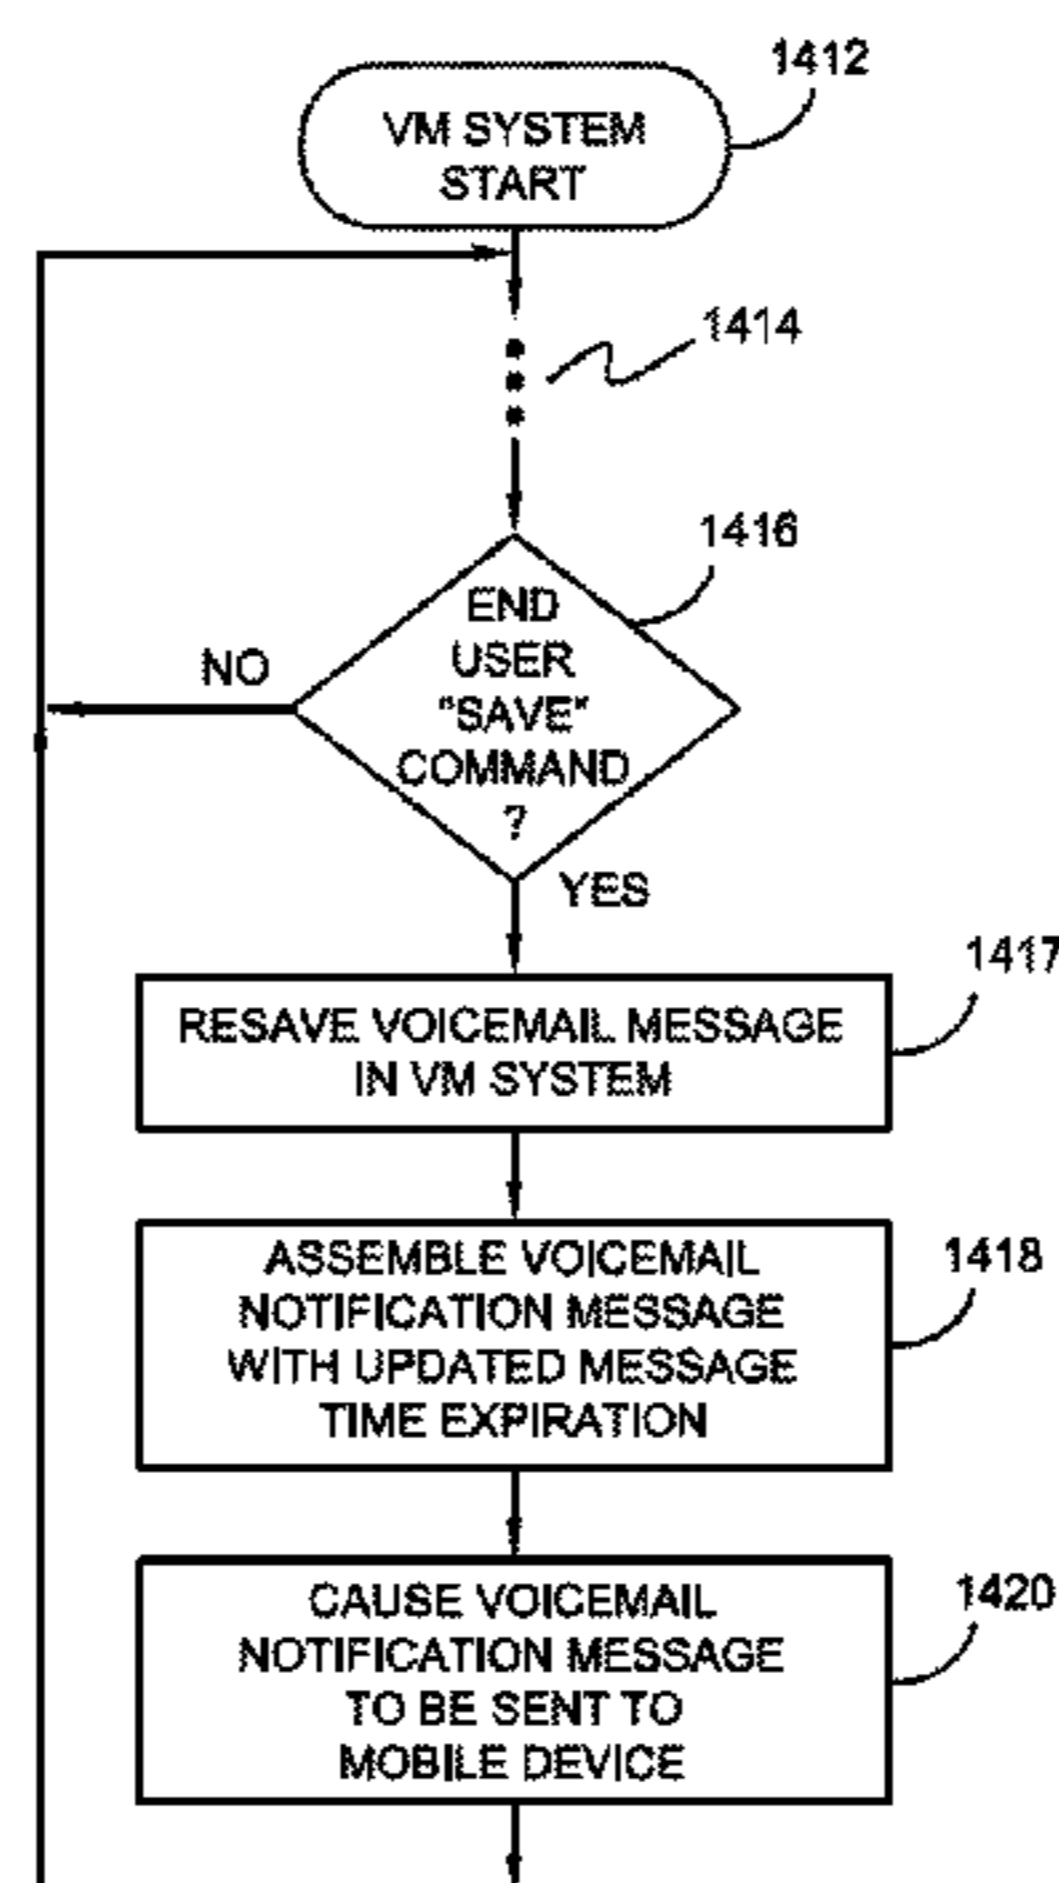 1412
VM SYSTEM
START
1414
1416
END
USER
"SAVE"
COMMAND
?
NO
YES
1417
RESAVE VOICEMAIL MESSAGE
IN VM SYSTEM
1418
ASSEMBLE VOICEMAIL
NOTIFICATION MESSAGE
WITH UPDATED MESSAGE
TIME EXPIRATION
1420
CAUSE VOICEMAIL
NOTIFICATION MESSAGE
TO BE SENT TO
MOBILE DEVICE